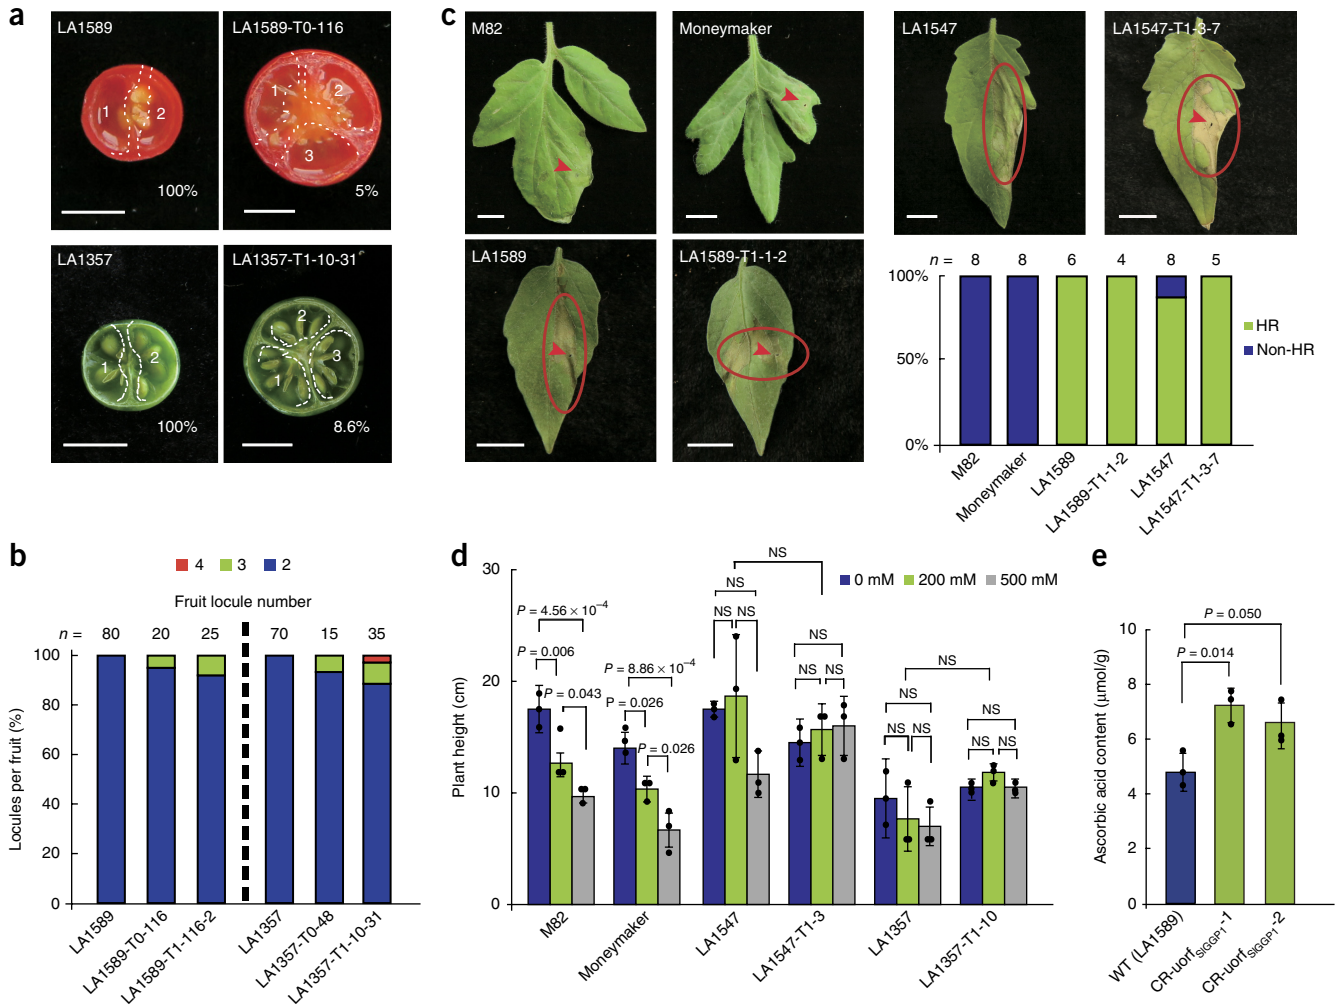 a
LA1589
1
2
100%
LA1589-T0-116
1
2
3
5%
LA1357
1
2
100%
LA1357-T1-10-31
1
2
3
8.6%
c
M82
Moneymaker
LA1547
LA1547-T1-3-7
LA1589
LA1589-T1-1-2
n = 8 8 6 4 8 5
100%
50%
0%
HR
Non-HR
M82
Moneymaker
LA1589
LA1589-T1-1-2
LA1547
LA1547-T1-3-7
b
4 3 2
Fruit locule number
n = 80 20 25 70 15 35
Locules per fruit (%)
100
80
60
40
20
0
LA1589
LA1589-T0-116
LA1589-T1-116-2
LA1357
LA1357-T0-48
LA1357-T1-10-31
d
0 mM 200 mM 500 mM
Plant height (cm)
30
20
10
0
P = 4.56 × 10⁻⁴
P = 0.006
P = 0.043
P = 8.86 × 10⁻⁴
P = 0.026
P = 0.026
NS
NS
NS NS
NS
NS NS
NS
NS
NS NS
NS
NS NS
M82
Moneymaker
LA1547
LA1547-T1-3
LA1357
LA1357-T1-10
e
Ascorbic acid content (μmol/g)
10
8
6
4
2
0
P = 0.050
P = 0.014
WT (LA1589)
CR-uorfSlGGP1-1
CR-uorfSlGGP1-2